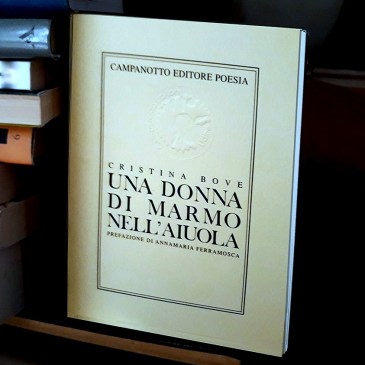 CAMPANOTTO EDITORE POESIA
CRISTINA BOVE
UNA DONNA
DI MARMO
NELL'AIUOLA
PREFAZIONE DI ANNAMARIA FERRAMOSCA